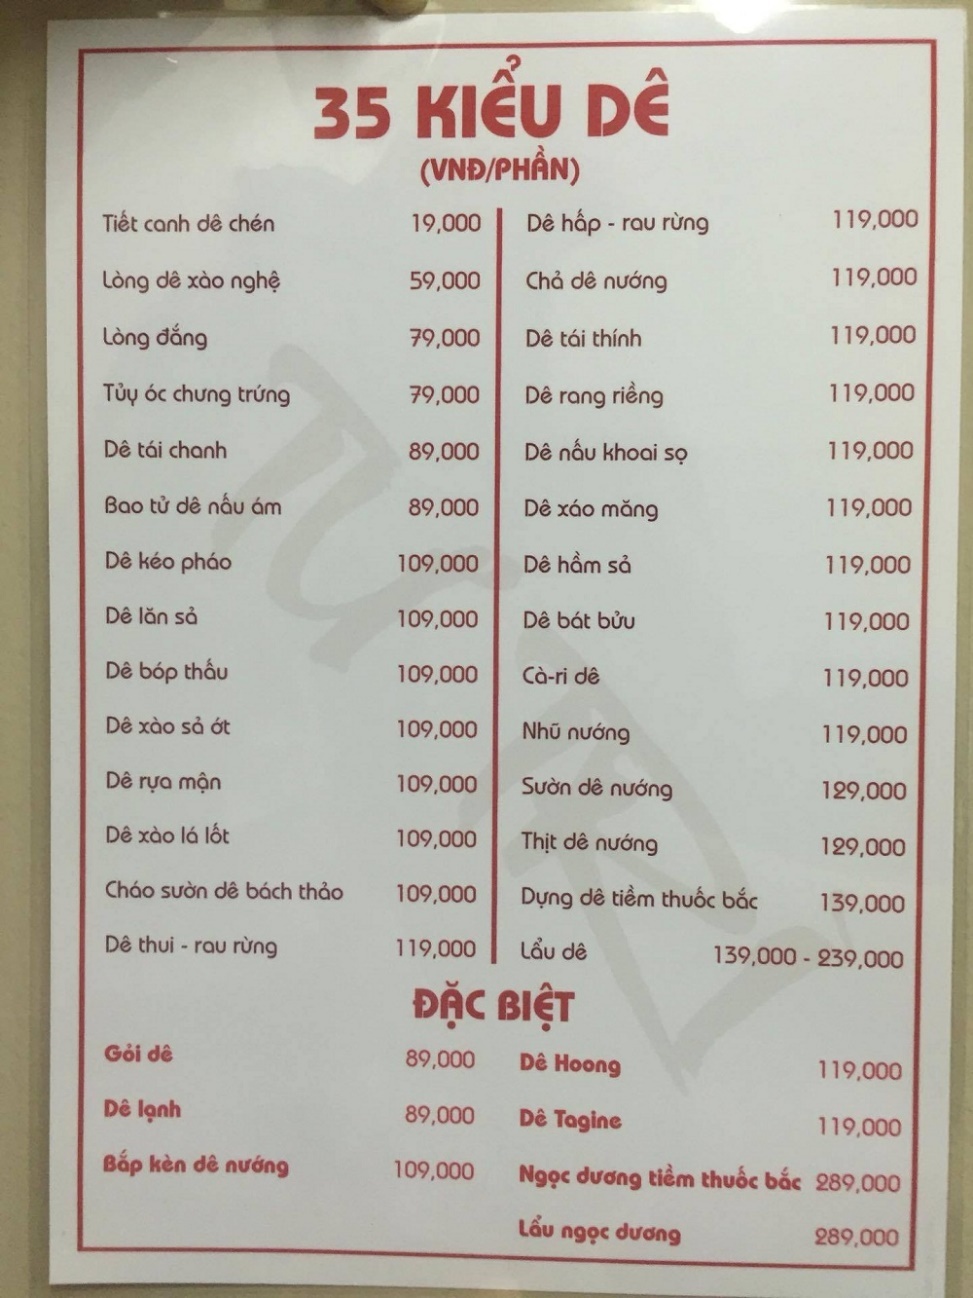 35 KIỂU DÊ
(VNĐ/PHẦN)
Tiết canh dê chén 19,000
Lòng dê xào nghệ 59,000
Lòng đắng 79,000
Tủy óc chưng trứng 79,000
Dê tái chanh 89,000
Bao tử dê nấu ám 89,000
Dê kéo pháo 109,000
Dê lăn sả 109,000
Dê bóp thấu 109,000
Dê xào sả ớt 109,000
Dê rựa mận 109,000
Dê xào lá lốt 109,000
Cháo sườn dê bách thảo 109,000
Dê thui - rau rừng 119,000
Dê hấp - rau rừng 119,000
Chả dê nướng 119,000
Dê tái thính 119,000
Dê rang riềng 119,000
Dê nấu khoai sọ 119,000
Dê xáo măng 119,000
Dê hầm sả 119,000
Dê bát bửu 119,000
Cà-ri dê 119,000
Nhũ nướng 119,000
Sườn dê nướng 129,000
Thịt dê nướng 129,000
Dựng dê tiềm thuốc bắc 139,000
Lẩu dê 139,000 - 239,000
ĐẶC BIỆT
Gỏi dê 89,000
Dê lạnh 89,000
Bắp kèn dê nướng 109,000
Dê Hoong 119,000
Dê Tagine 119,000
Ngọc dương tiềm thuốc bắc 289,000
Lẩu ngọc dương 289,000